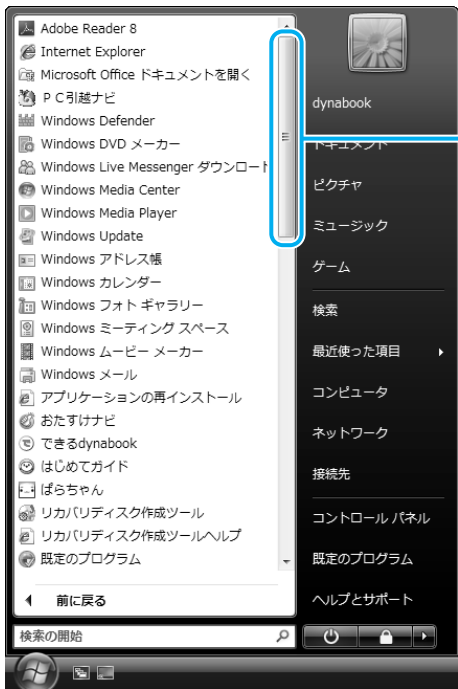 Adobe Reader 8
Internet Explorer
Microsoft Office ドキュメントを開く
ＰＣ引越ナビ
Windows Defender
Windows DVD メーカー
Windows Live Messenger ダウンロード
Windows Media Center
Windows Media Player
Windows Update
Windows アドレス帳
Windows カレンダー
Windows フォト ギャラリー
Windows ミーティング スペース
Windows ムービー メーカー
Windows メール
アプリケーションの再インストール
おたすけナビ
できるdynabook
はじめてガイド
ぱらちゃん
リカバリディスク作成ツール
リカバリディスク作成ツールヘルプ
既定のプログラム
前に戻る
検索の開始
dynabook
ドキュメント
ピクチャ
ミュージック
ゲーム
検索
最近使った項目
コンピュータ
ネットワーク
接続先
コントロール パネル
既定のプログラム
ヘルプとサポート